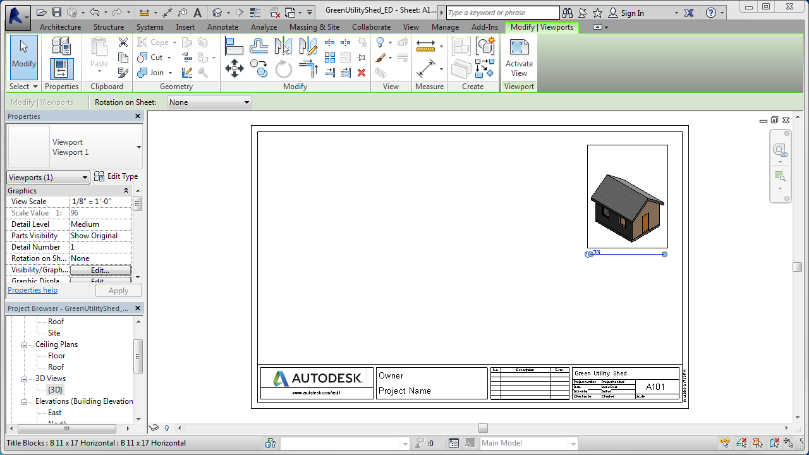 GreenUtilityShed_ED - Sheet: A1...
Type a keyword or phrase
Sign In
Architecture Structure Systems Insert Annotate Analyze Massing & Site Collaborate View Manage Add-Ins Modify | Viewports
Modify
Properties
Paste
Cope
Cut
Join
Activate View
Select Properties Clipboard Geometry Modify View Measure Create Viewport
Modify | Viewports Rotation on Sheet: None
Properties
Viewport
Viewport 1
Viewports (1) Edit Type
Graphics
View Scale 1/8" = 1'-0"
Scale Value 1: 96
Detail Level Medium
Parts Visibility Show Original
Detail Number 1
Rotation on S... None
Visibility/Graph... Edit...
Graphic Displa... Edit...
Properties help Apply
Project Browser - GreenUtilityShed_...
Roof
Site
Ceiling Plans
Floor
Roof
3D Views
{3D}
Elevations (Building Elevation
East
North
AUTODESK.
Owner
Project Name
No. Description Date
Green Utility Shed
A101
Title Blocks : B 11 x 17 Horizontal : B 11 x 17 Horizontal
:0
Main Model